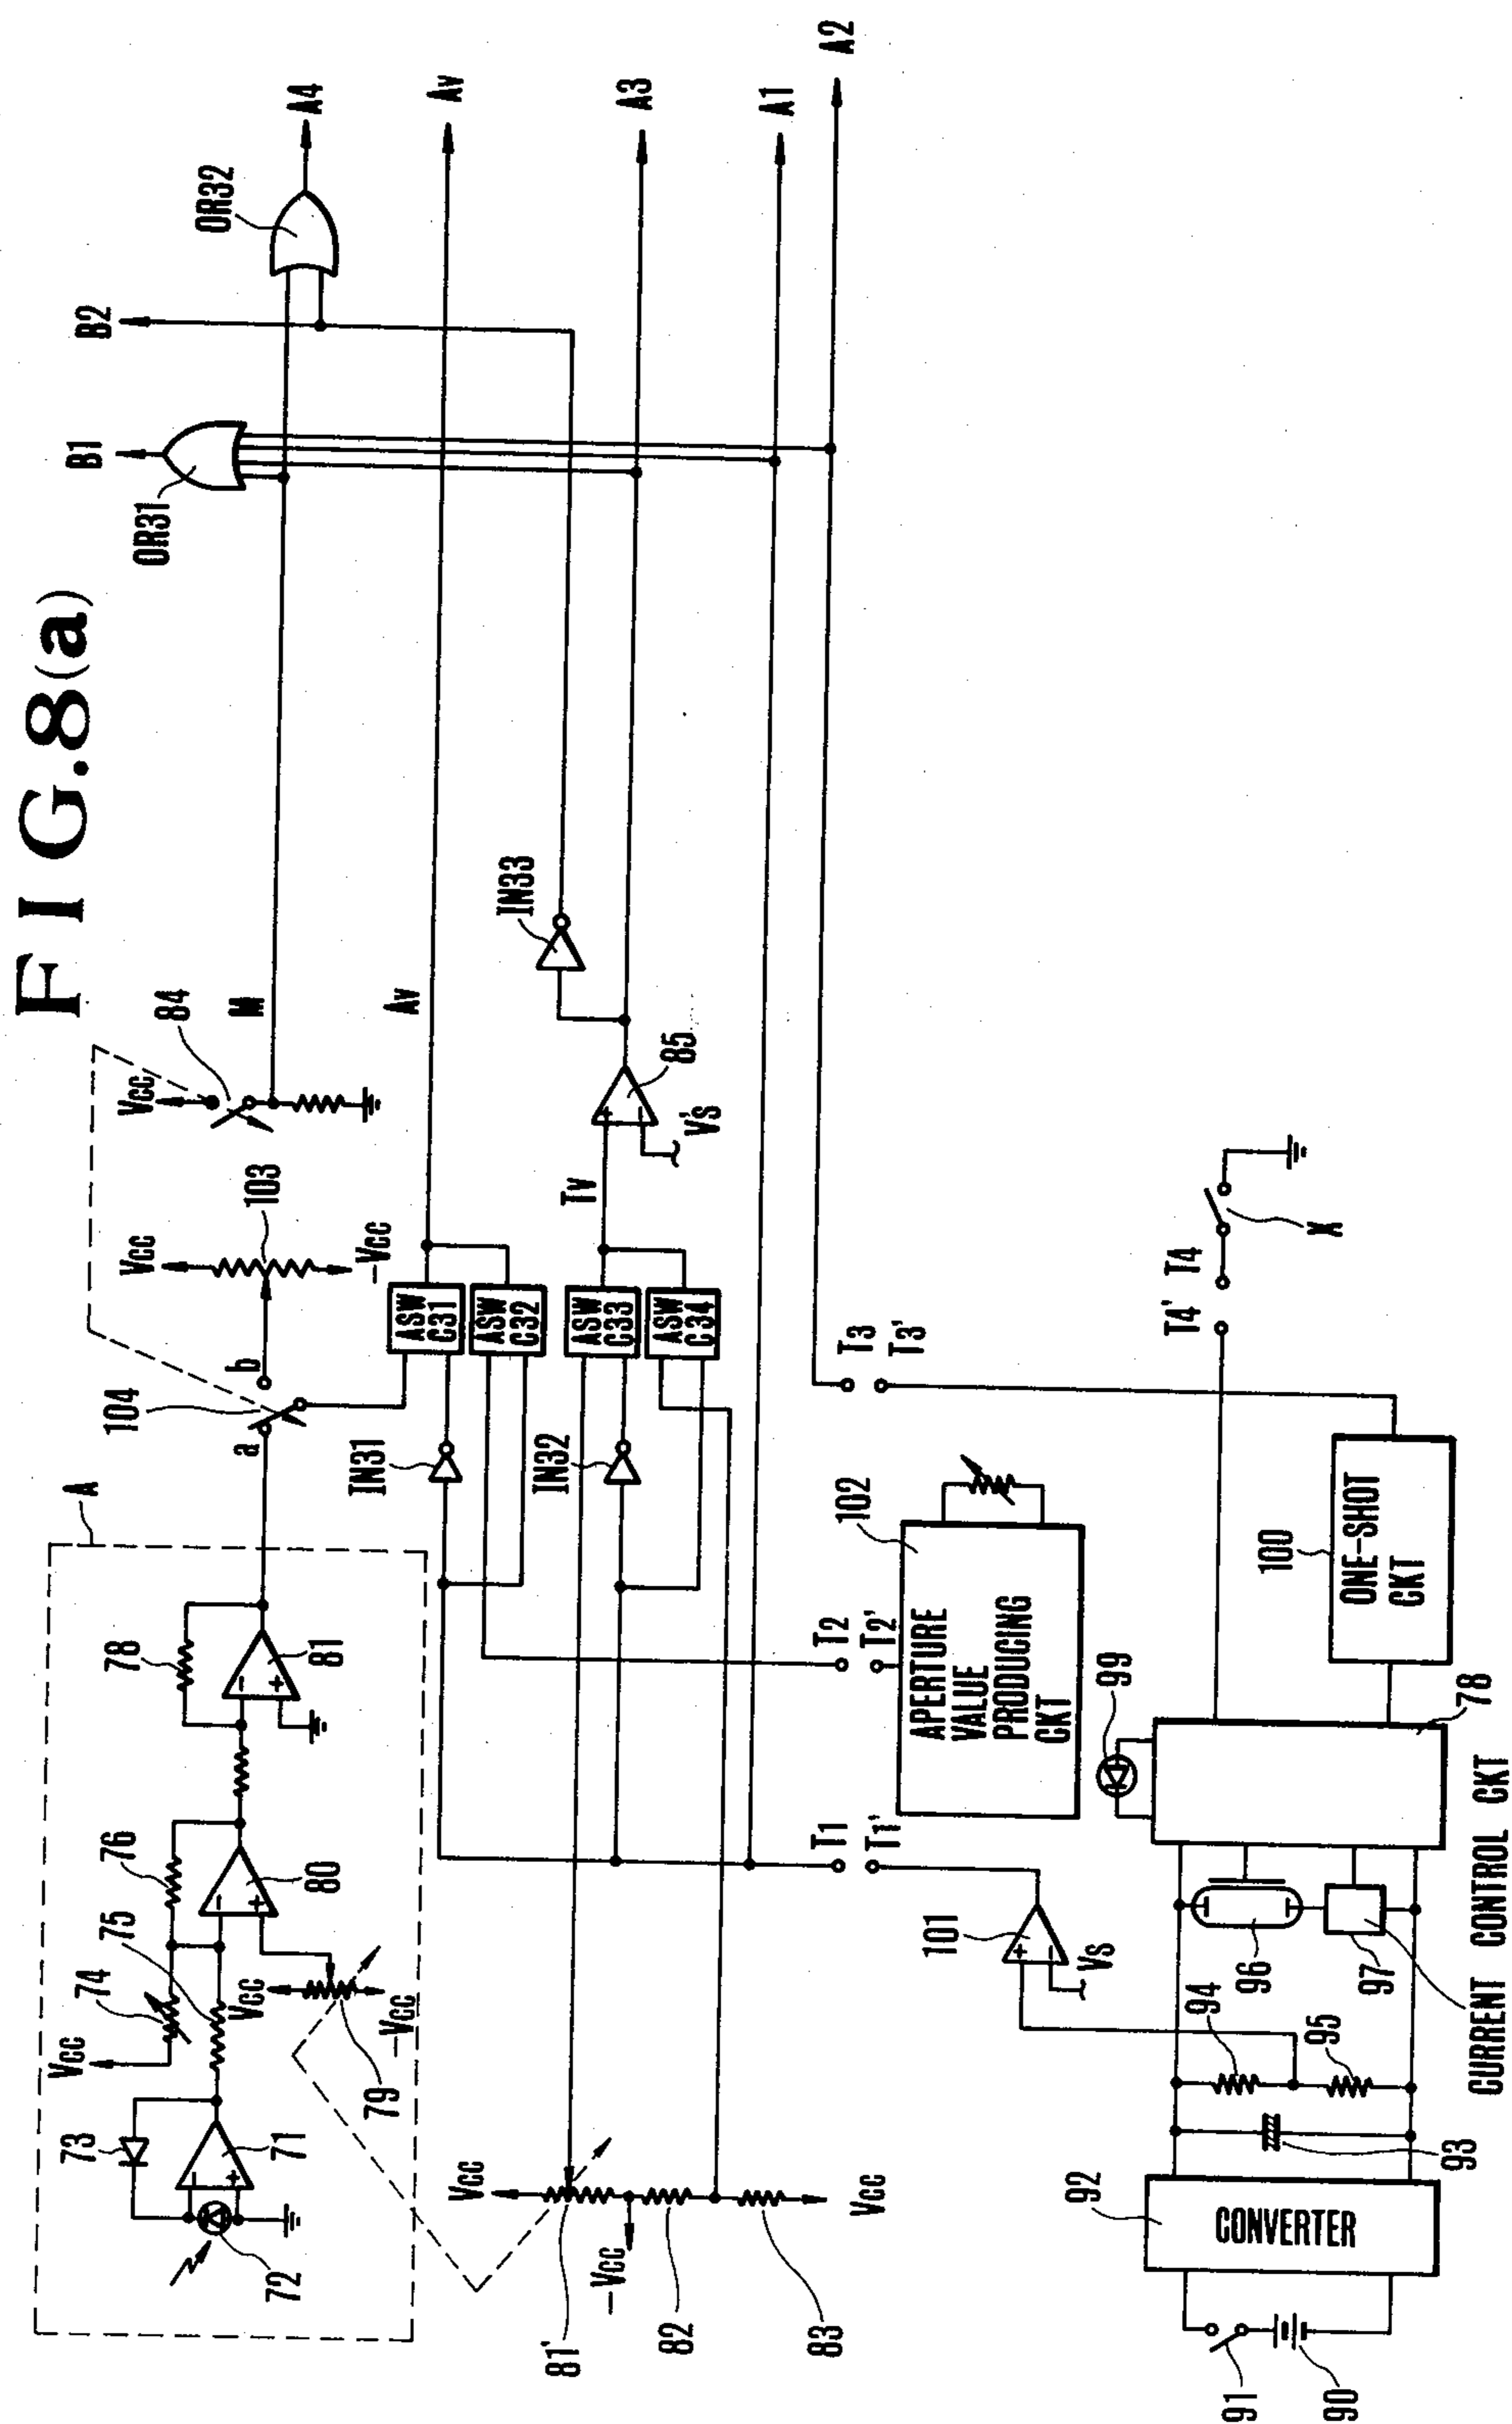 FIG.8(a)
A
73
71
72
Vcc
74
75
76
80
Vcc
79
-Vcc
78
81
a
104
b
Vcc
103
-Vcc
Vcc
84
M
B1
OR31
B2
OR32
A4
IN31
ASW
C31
ASW
C32
Av
Av
IN32
ASW
C33
ASW
C34
Tv
85
V's
IN33
A3
A1
A2
Vcc
81'
-Vcc
82
83
Vcc
T1
T1'
T2
T2'
T3
T3'
101
Vs
102
APERTURE
VALUE
PRODUCING
CKT
T4'
T4
X
91
90
92
CONVERTER
93
94
95
96
97
99
78
CURRENT CONTROL CKT
100
ONE-SHOT
CKT